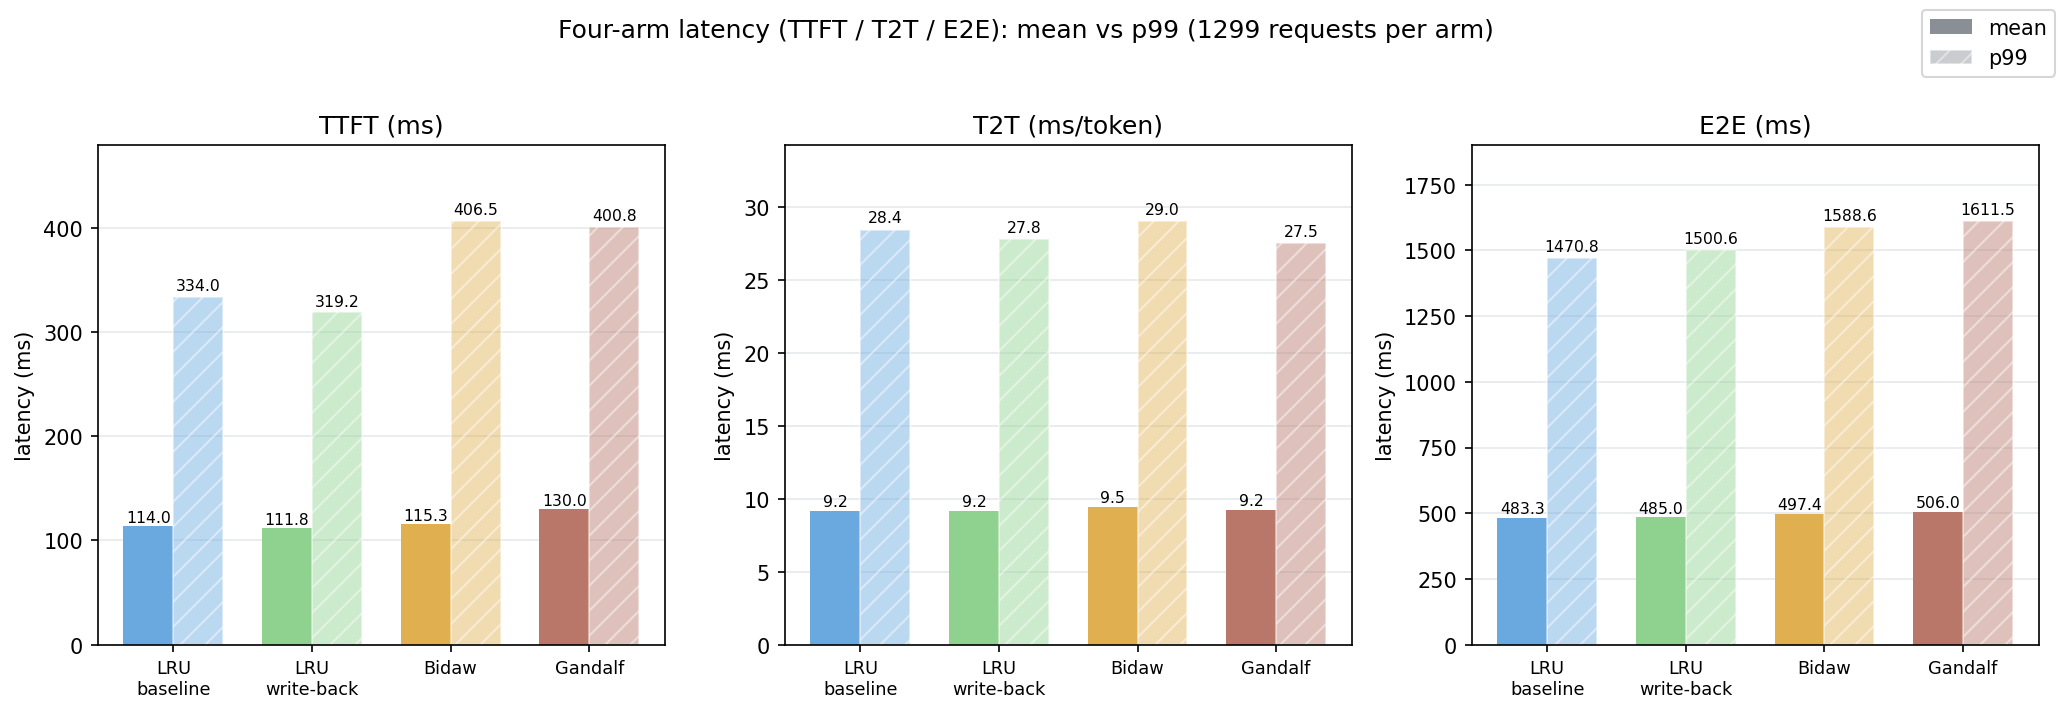 Four-arm latency (TTFT / T2T / E2E): mean vs p99 (1299 requests per arm)
mean
p99
TTFT (ms)
latency (ms)
400
300
200
100
0
114.0
334.0
111.8
319.2
115.3
406.5
130.0
400.8
LRU
baseline
LRU
write-back
Bidaw
Gandalf
T2T (ms/token)
latency (ms)
30
25
20
15
10
5
0
9.2
28.4
9.2
27.8
9.5
29.0
9.2
27.5
LRU
baseline
LRU
write-back
Bidaw
Gandalf
E2E (ms)
latency (ms)
1750
1500
1250
1000
750
500
250
0
483.3
1470.8
485.0
1500.6
497.4
1588.6
506.0
1611.5
LRU
baseline
LRU
write-back
Bidaw
Gandalf